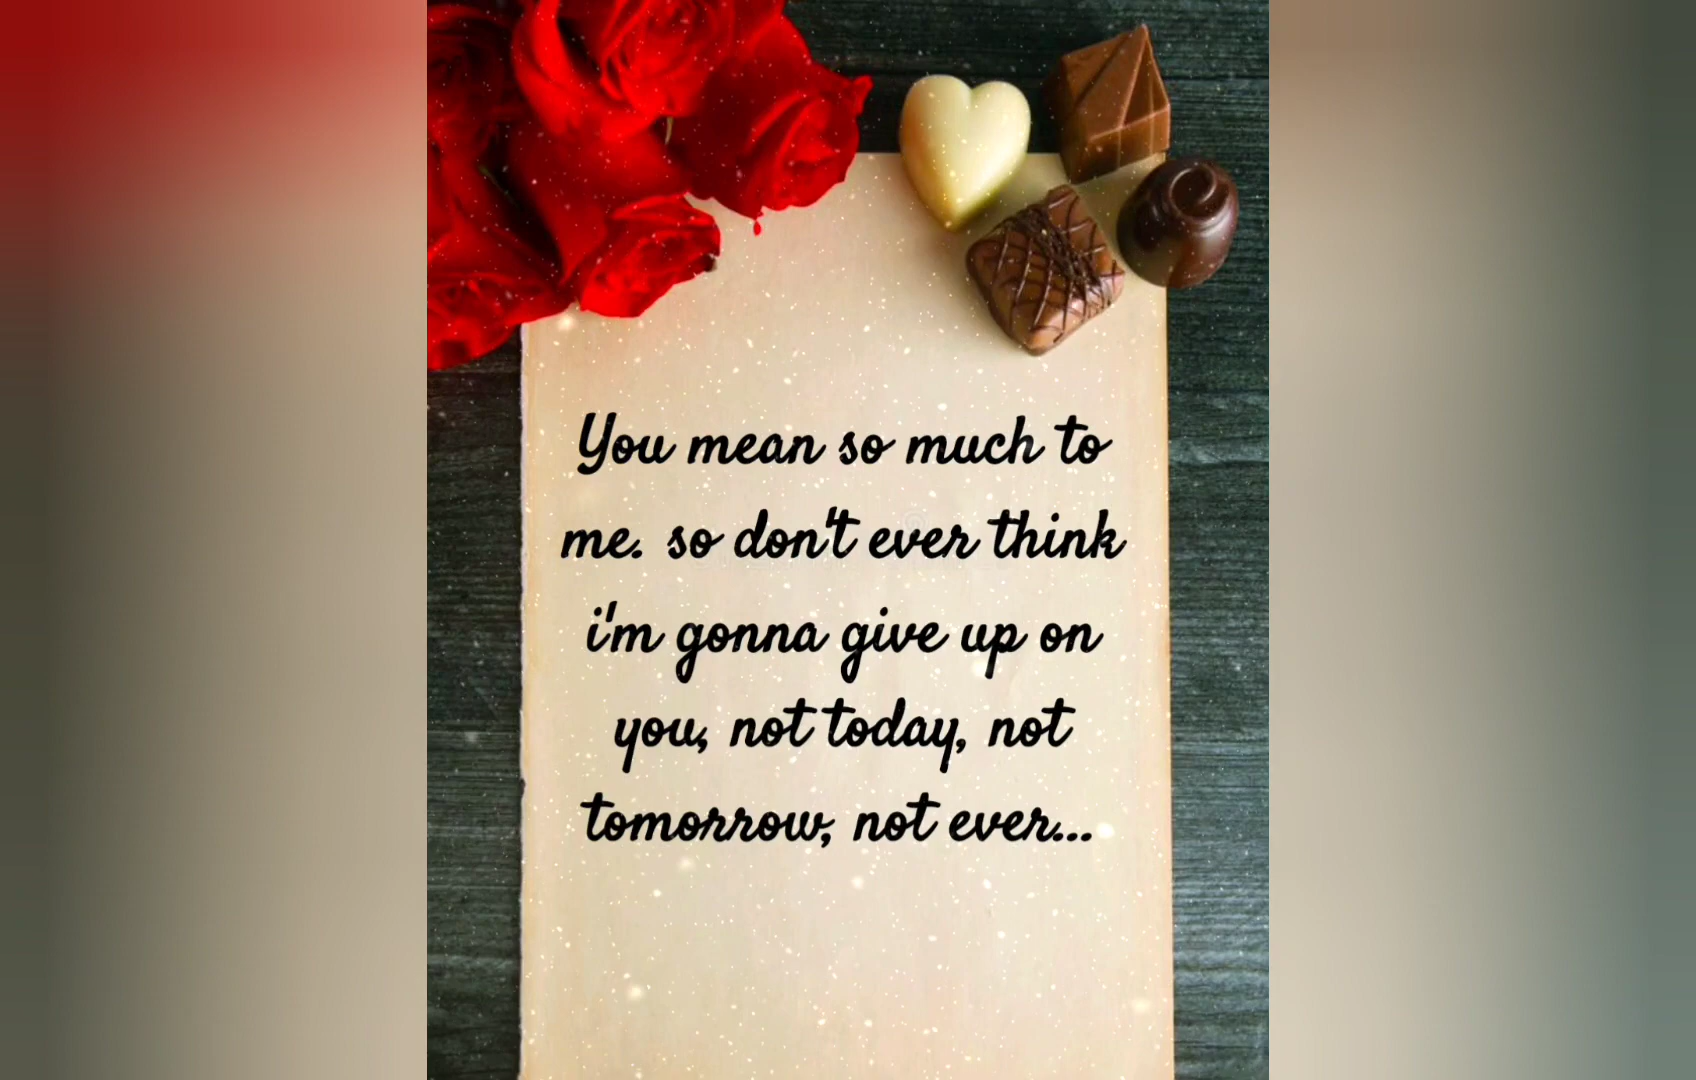 You mean so much to
me. so don't ever think
i'm gonna give up on
you, not today, not
tomorrow, not ever...